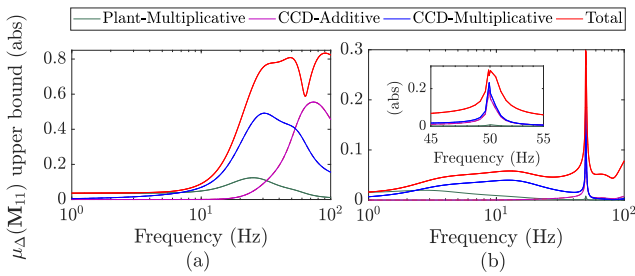 Plant-Multiplicative CCD-Additive CCD-Multiplicative Total
μΔ(M11) upper bound (abs)
0.8
0.6
0.4
0.2
0
10^0 10^1 10^2
Frequency (Hz)
(a)
0.3
0.2
0.1
0
10^0 10^1 10^2
Frequency (Hz)
(b)
(abs)
0.2
0
45 50 55
Frequency (Hz)